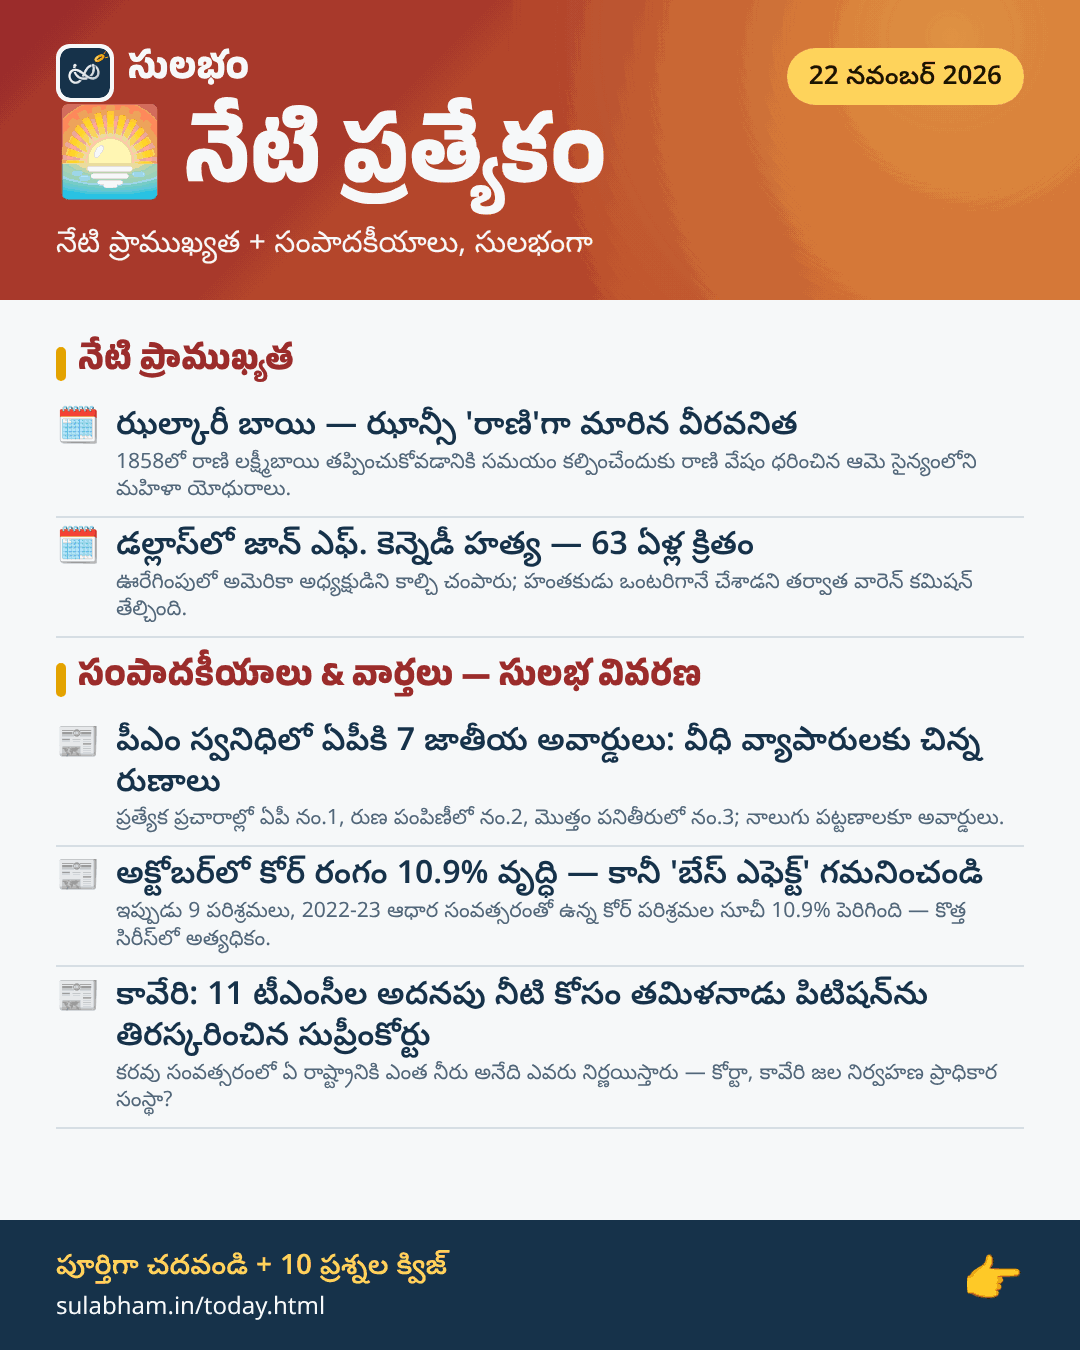 సులభం
22 నవంబర్ 2026
నేటి ప్రత్యేకం
నేటి ప్రాముఖ్యత + సంపాదకీయాలు, సులభంగా
నేటి ప్రాముఖ్యత
ఝల్కారీ బాయి — ఝాన్సీ 'రాణి'గా మారిన వీరవనిత
1858లో రాణి లక్ష్మీబాయి తప్పించుకోవడానికి సమయం కల్పించేందుకు రాణి వేషం ధరించిన ఆమె సైన్యంలోని
మహిళా యోధురాలు.
డల్లాస్‌లో జాన్ ఎఫ్. కెన్నెడీ హత్య — 63 ఏళ్ల క్రితం
ఊరేగింపులో అమెరికా అధ్యక్షుడిని కాల్చి చంపారు; హంతకుడు ఒంటరిగానే చేశాడని తర్వాత వారెన్ కమిషన్
తేల్చింది.
సంపాదకీయాలు & వార్తలు — సులభ వివరణ
పీఎం స్వనిధిలో ఏపీకి 7 జాతీయ అవార్డులు: వీధి వ్యాపారులకు చిన్న
రుణాలు
ప్రత్యేక ప్రచారాల్లో ఏపీ నం.1, రుణ పంపిణీలో నం.2, మొత్తం పనితీరులో నం.3; నాలుగు పట్టణాలకూ అవార్డులు.
అక్టోబర్‌లో కోర్ రంగం 10.9% వృద్ధి — కానీ 'బేస్ ఎఫెక్ట్' గమనించండి
ఇప్పుడు 9 పరిశ్రమలు, 2022-23 ఆధార సంవత్సరంతో ఉన్న కోర్ పరిశ్రమల సూచీ 10.9% పెరిగింది — కొత్త
సిరీస్‌లో అత్యధికం.
కావేరి: 11 టీఎంసీల అదనపు నీటి కోసం తమిళనాడు పిటిషన్‌ను
తిరస్కరించిన సుప్రీంకోర్టు
కరవు సంవత్సరంలో ఏ రాష్ట్రానికి ఎంత నీరు అనేది ఎవరు నిర్ణయిస్తారు — కోర్టా, కావేరి జల నిర్వహణ ప్రాధికార
సంస్థా?
పూర్తిగా చదవండి + 10 ప్రశ్నల క్విజ్
sulabham.in/today.html